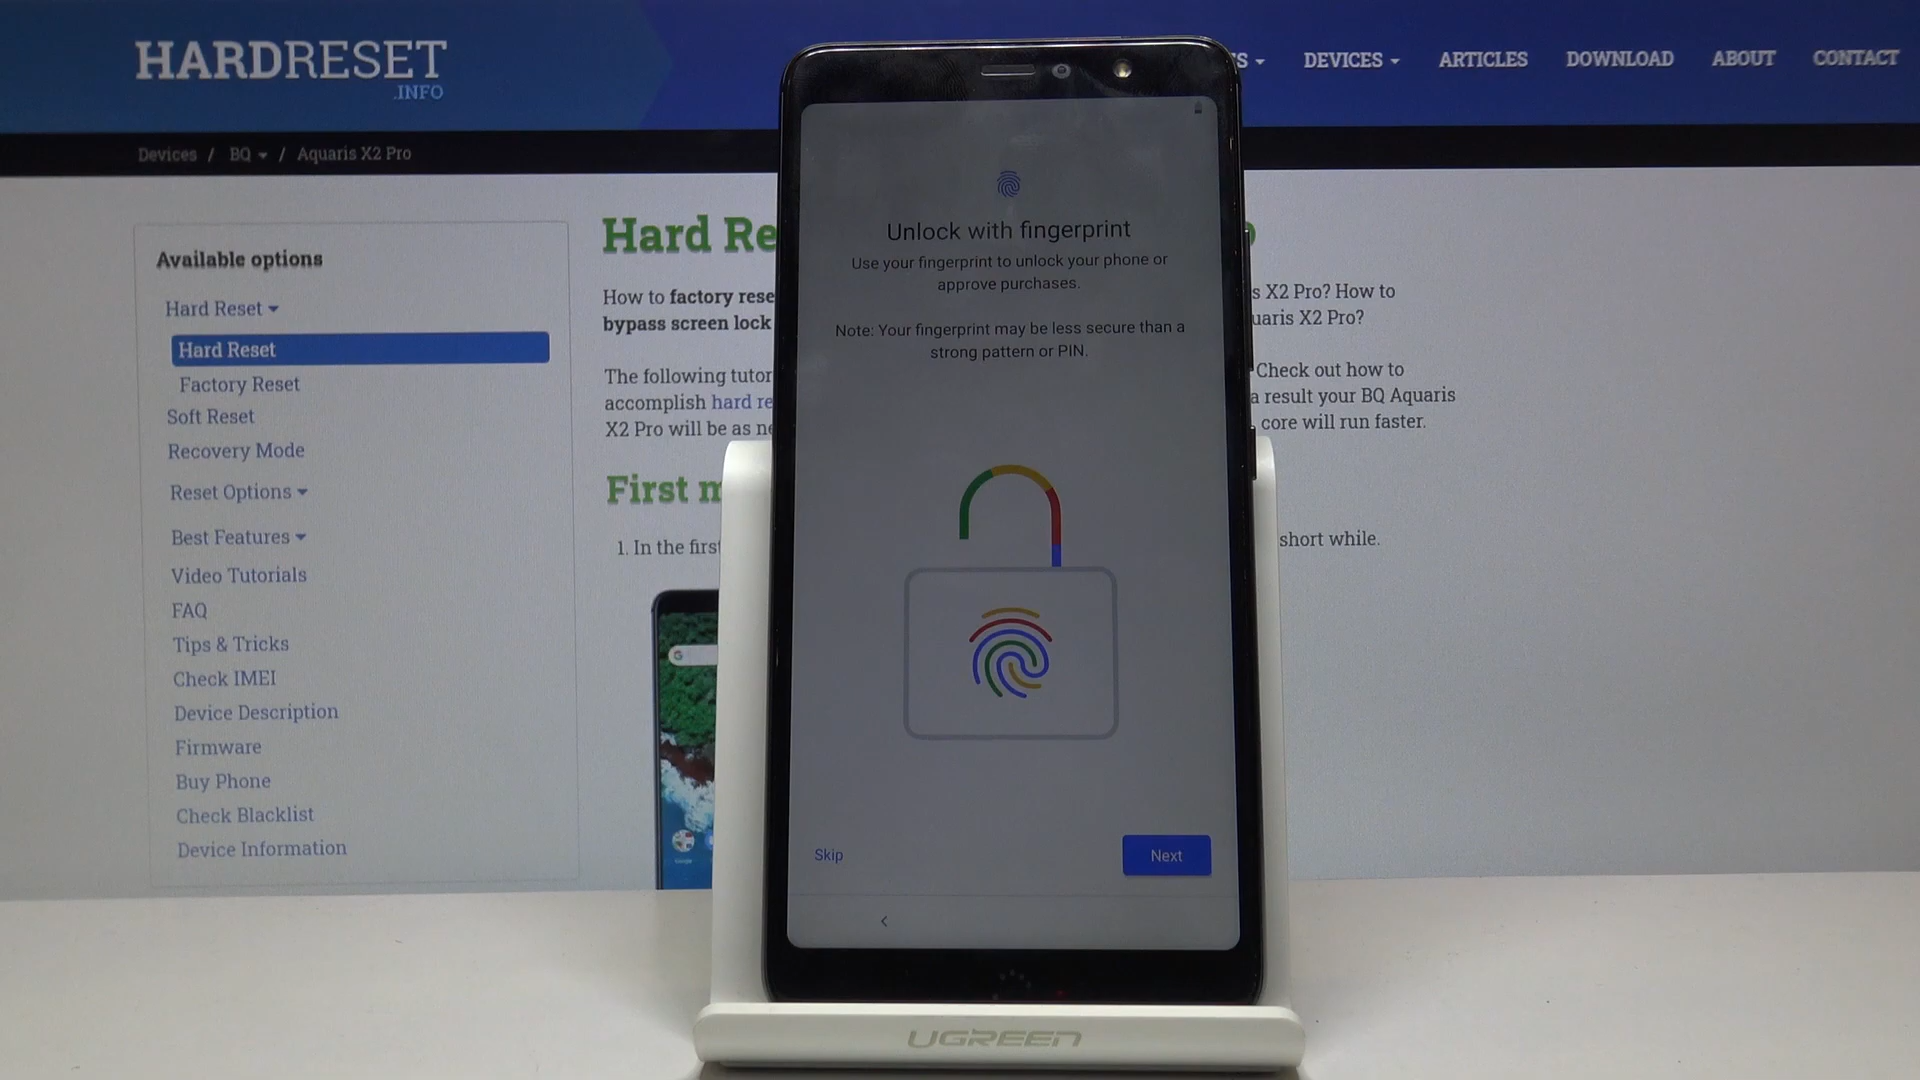 HARDRESET
.INFO
DEVICES
ARTICLES
DOWNLOAD
ABOUT
CONTACT
Devices / BQ / Aquaris X2 Pro
Available options
Hard Reset
Hard Reset
Factory Reset
Soft Reset
Recovery Mode
Reset Options
Best Features
Video Tutorials
FAQ
Tips & Tricks
Check IMEI
Device Description
Firmware
Buy Phone
Check Blacklist
Device Information
Hard Re
How to factory rese
bypass screen lock
The following tutor
accomplish hard re
X2 Pro will be as ne
First m
1. In the first
s X2 Pro? How to
uaris X2 Pro?
Check out how to
a result your BQ Aquaris
core will run faster.
short while.
Unlock with fingerprint
Use your fingerprint to unlock your phone or
approve purchases.
Note: Your fingerprint may be less secure than a
strong pattern or PIN.
Skip
Next
UGREEN